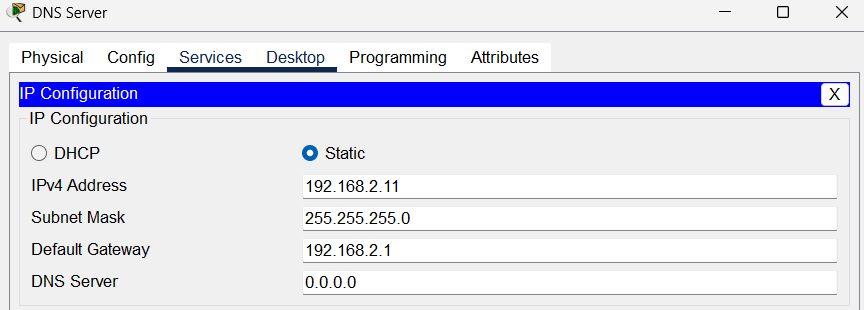 DNS Server
Physical Config Services Desktop Programming Attributes
IP Configuration X
IP Configuration
DHCP Static
IPv4 Address 192.168.2.11
Subnet Mask 255.255.255.0
Default Gateway 192.168.2.1
DNS Server 0.0.0.0